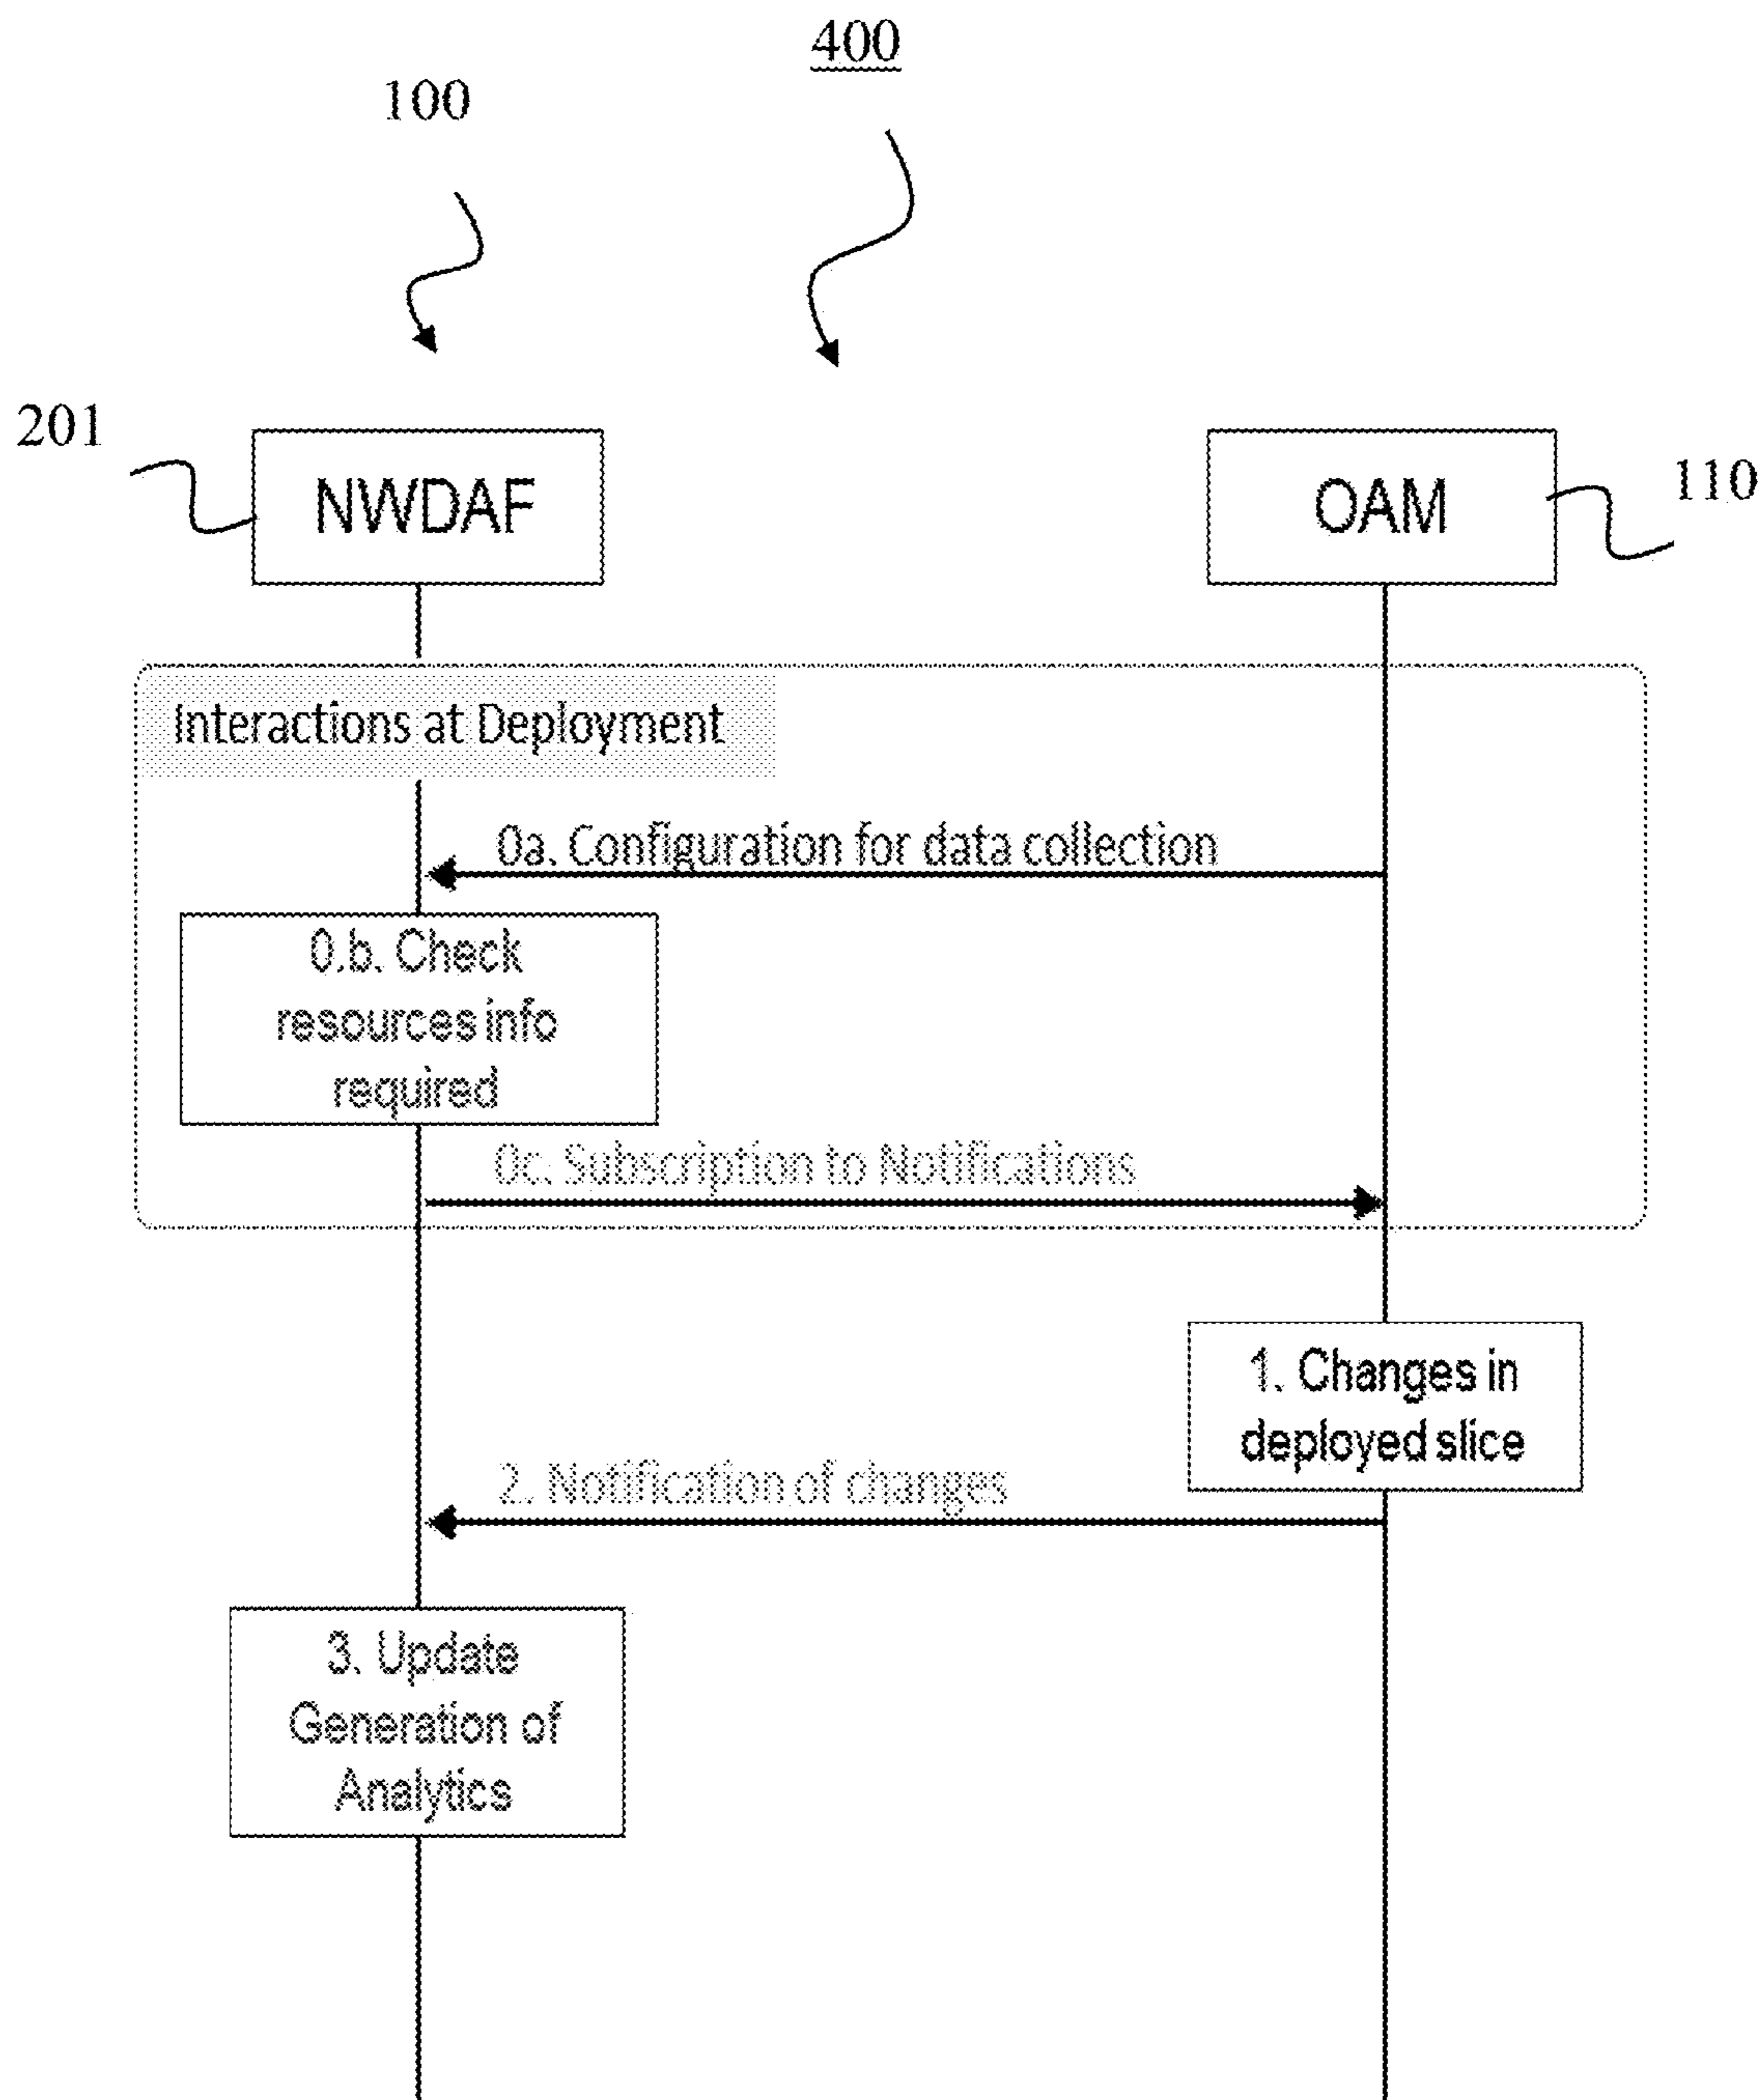 400
100
201
NWDAF
OAM
110
Interactions at Deployment
0a. Configuration for data collection
0.b. Check
resources info
required
0c. Subscription to Notifications
1. Changes in
deployed slice
2. Notification of changes
3. Update
Generation of
Analytics